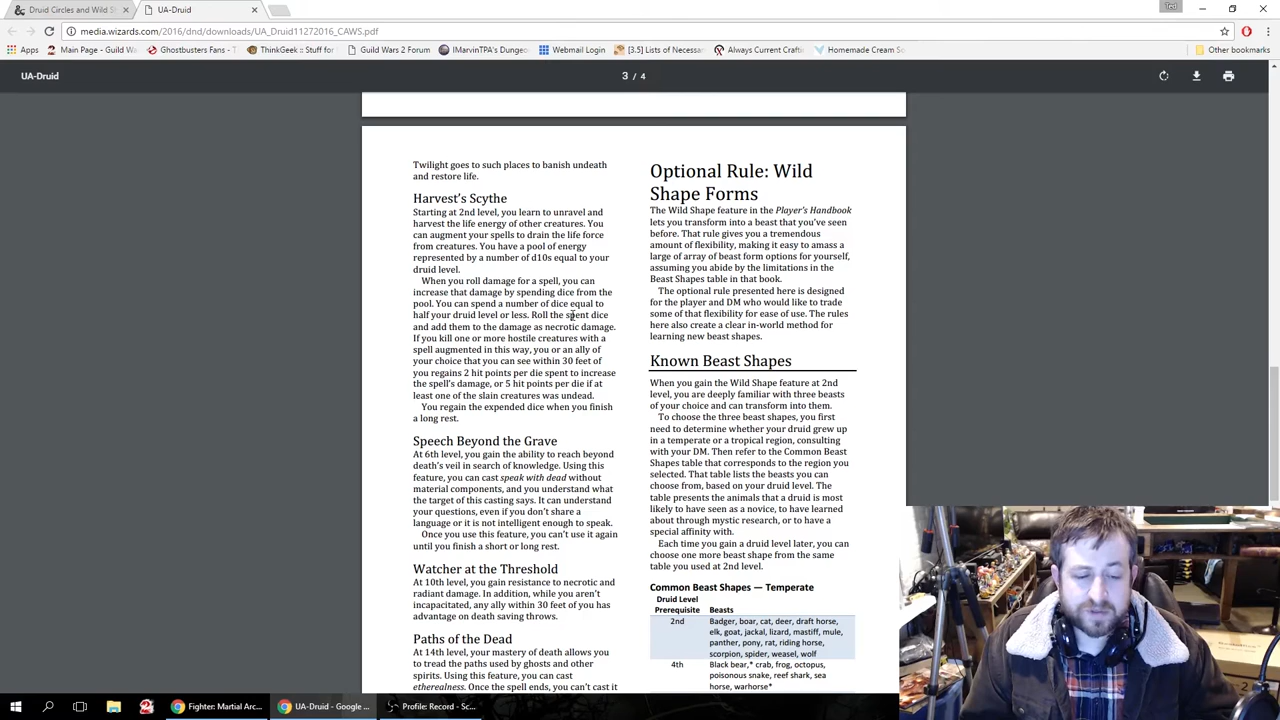 Druid Circles and Wild S
UA-Druid
Ted
media.wizards.com/2016/dnd/downloads/UA_Druid11272016_CAWS.pdf
Apps
Main Page - Guild Wa
Ghostbusters Fans -
ThinkGeek :: Stuff for
Guild Wars 2 Forum
IMarvinTPA's Dungeo
Webmail Login
[3.5] Lists of Necessar
Always Current Crafti
Homemade Cream So
Other bookmarks
UA-Druid
3 / 4
Twilight goes to such places to banish undeath
and restore life.
Harvest's Scythe
Starting at 2nd level, you learn to unravel and
harvest the life energy of other creatures. You
can augment your spells to drain the life force
from creatures. You have a pool of energy
represented by a number of d10s equal to your
druid level.
When you roll damage for a spell, you can
increase that damage by spending dice from the
pool. You can spend a number of dice equal to
half your druid level or less. Roll the spent dice
and add them to the damage as necrotic damage.
If you kill one or more hostile creatures with a
spell augmented in this way, you or an ally of
your choice that you can see within 30 feet of
you regains 2 hit points per die spent to increase
the spell's damage, or 5 hit points per die if at
least one of the slain creatures was undead.
You regain the expended dice when you finish
a long rest.
Speech Beyond the Grave
At 6th level, you gain the ability to reach beyond
death's veil in search of knowledge. Using this
feature, you can cast speak with dead without
material components, and you understand what
the target of this casting says. It can understand
your questions, even if you don't share a
language or it is not intelligent enough to speak.
Once you use this feature, you can't use it again
until you finish a short or long rest.
Watcher at the Threshold
At 10th level, you gain resistance to necrotic and
radiant damage. In addition, while you aren't
incapacitated, any ally within 30 feet of you has
advantage on death saving throws.
Paths of the Dead
At 14th level, your mastery of death allows you
to tread the paths used by ghosts and other
spirits. Using this feature, you can cast
etherealness. Once the spell ends, you can't cast it
Optional Rule: Wild
Shape Forms
The Wild Shape feature in the Player's Handbook
lets you transform into a beast that you've seen
before. That rule gives you a tremendous
amount of flexibility, making it easy to amass a
large of array of beast form options for yourself,
assuming you abide by the limitations in the
Beast Shapes table in that book.
The optional rule presented here is designed
for the player and DM who would like to trade
some of that flexibility for ease of use. The rules
here also create a clear in-world method for
learning new beast shapes.
Known Beast Shapes
When you gain the Wild Shape feature at 2nd
level, you are deeply familiar with three beasts
of your choice and can transform into them.
To choose the three beast shapes, you first
need to determine whether your druid grew up
in a temperate or a tropical region, consulting
with your DM. Then refer to the Common Beast
Shapes table that corresponds to the region you
selected. That table lists the beasts you can
choose from, based on your druid level. The
table presents the animals that a druid is most
likely to have seen as a novice, to have learned
about through mystic research, or to have a
special affinity with.
Each time you gain a druid level later, you can
choose one more beast shape from the same
table you used at 2nd level.
Common Beast Shapes — Temperate
Druid Level
Prerequisite Beasts
2nd Badger, boar, cat, deer, draft horse,
elk, goat, jackal, lizard, mastiff, mule,
panther, pony, rat, riding horse,
scorpion, spider, weasel, wolf
4th Black bear,* crab, frog, octopus,
poisonous snake, reef shark, sea
horse, warhorse*
Fighter: Martial Arc...
UA-Druid - Google ...
Profile: Record - Sc...